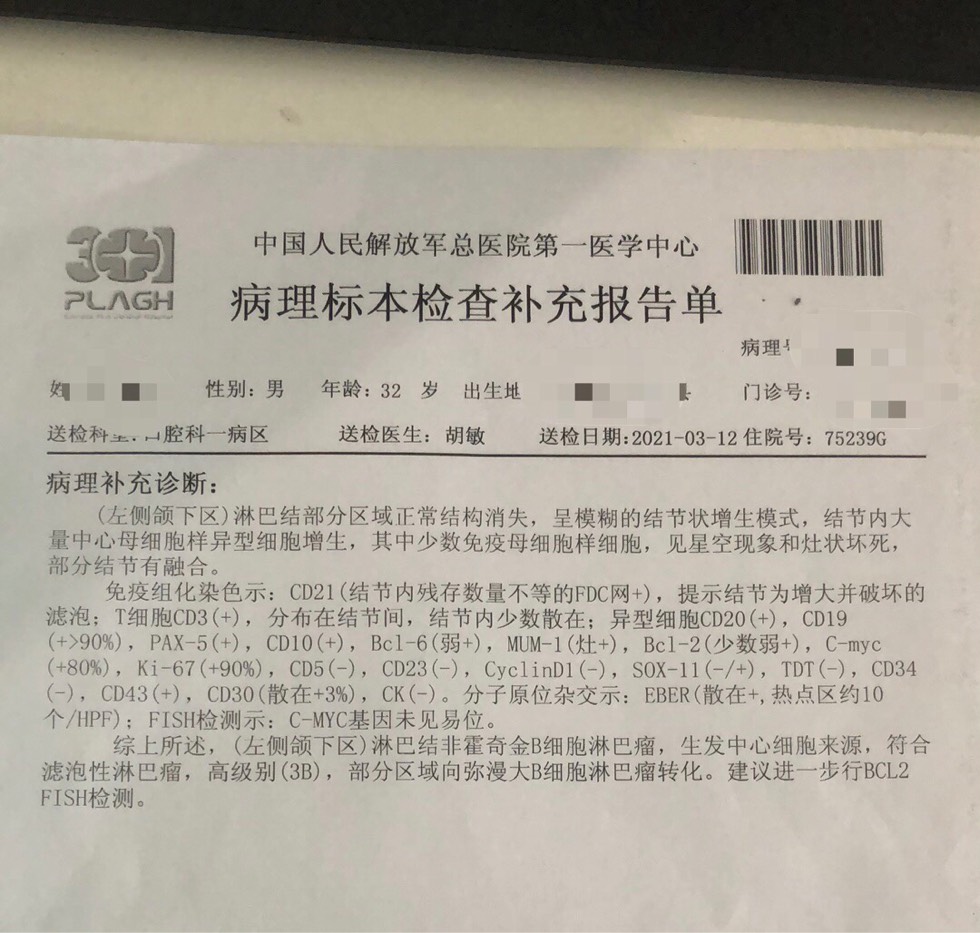 301
PLAGH
中国人民解放军总医院第一医学中心
病理标本检查补充报告单
病理
性别: 男 年龄: 32 岁 出生地 门诊号:
送检科 腔科一病区 送检医生: 胡敏 送检日期:2021-03-12 住院号: 75239G
病理补充诊断:
(左侧颌下区)淋巴结部分区域正常结构消失, 呈模糊的结节状增生模式, 结节内大
量中心母细胞样异型细胞增生, 其中少数免疫母细胞样细胞, 见星空现象和灶状坏死,
部分结节有融合。
免疫组化染色示: CD21(结节内残存数量不等的FDC网+), 提示结节为增大并破坏的
滤泡; T细胞CD3(+), 分布在结节间, 结节内少数散在; 异型细胞CD20(+), CD19
(+>90%), PAX-5(+), CD10(+), Bcl-6(弱+), MUM-1(灶+), Bcl-2(少数弱+), C-myc
(+80%), Ki-67(+90%), CD5(-), CD23(-), CyclinD1(-), SOX-11(-/+), TDT(-), CD34
(-), CD43(+), CD30(散在+3%), CK(-)。分子原位杂交示: EBER(散在+,热点区约10
个/HPF); FISH检测示: C-MYC基因未见易位。
综上所述, (左侧颌下区)淋巴结非霍奇金B细胞淋巴瘤, 生发中心细胞来源, 符合
滤泡性淋巴瘤, 高级别(3B), 部分区域向弥漫大B细胞淋巴瘤转化。建议进一步行BCL2
FISH检测。